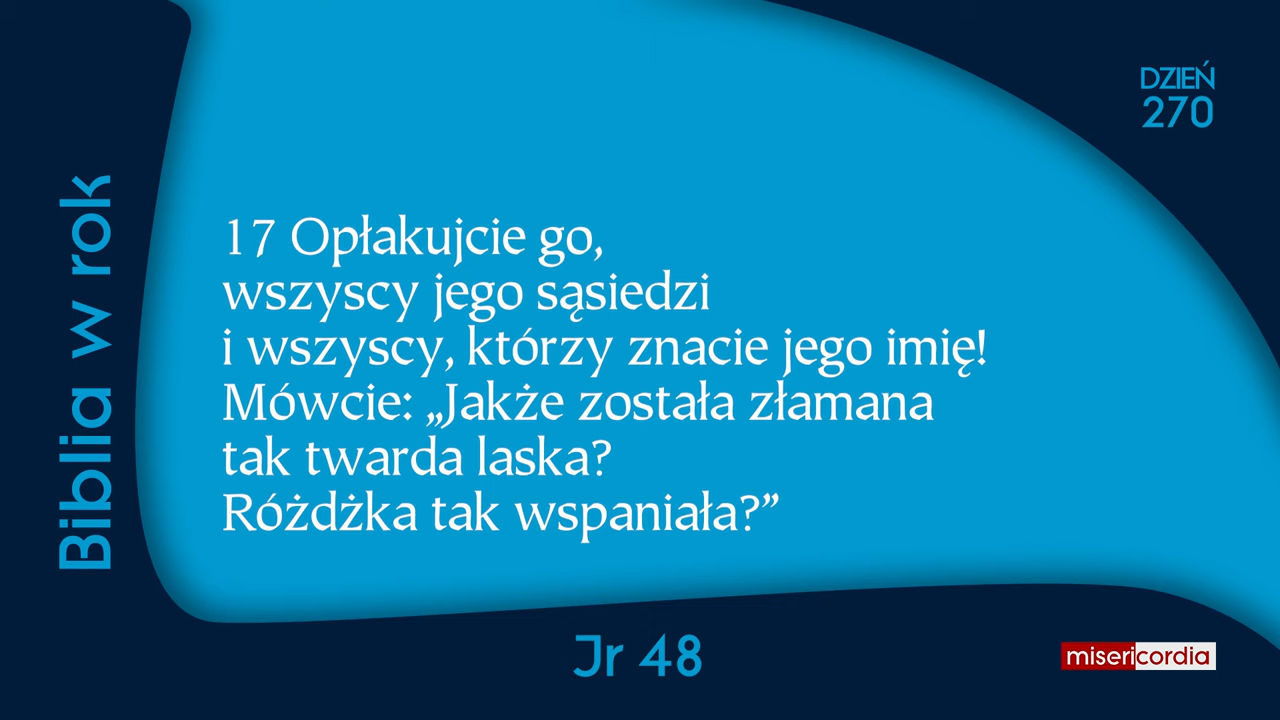 DZIEŃ
270
Biblia w rok
17 Opłakujcie go,
wszyscy jego sąsiedzi
i wszyscy, którzy znacie jego imię!
Mówcie: „Jakże została złamana
tak twarda laska?
Różdżka tak wspaniała?”
Jr 48
misericordia